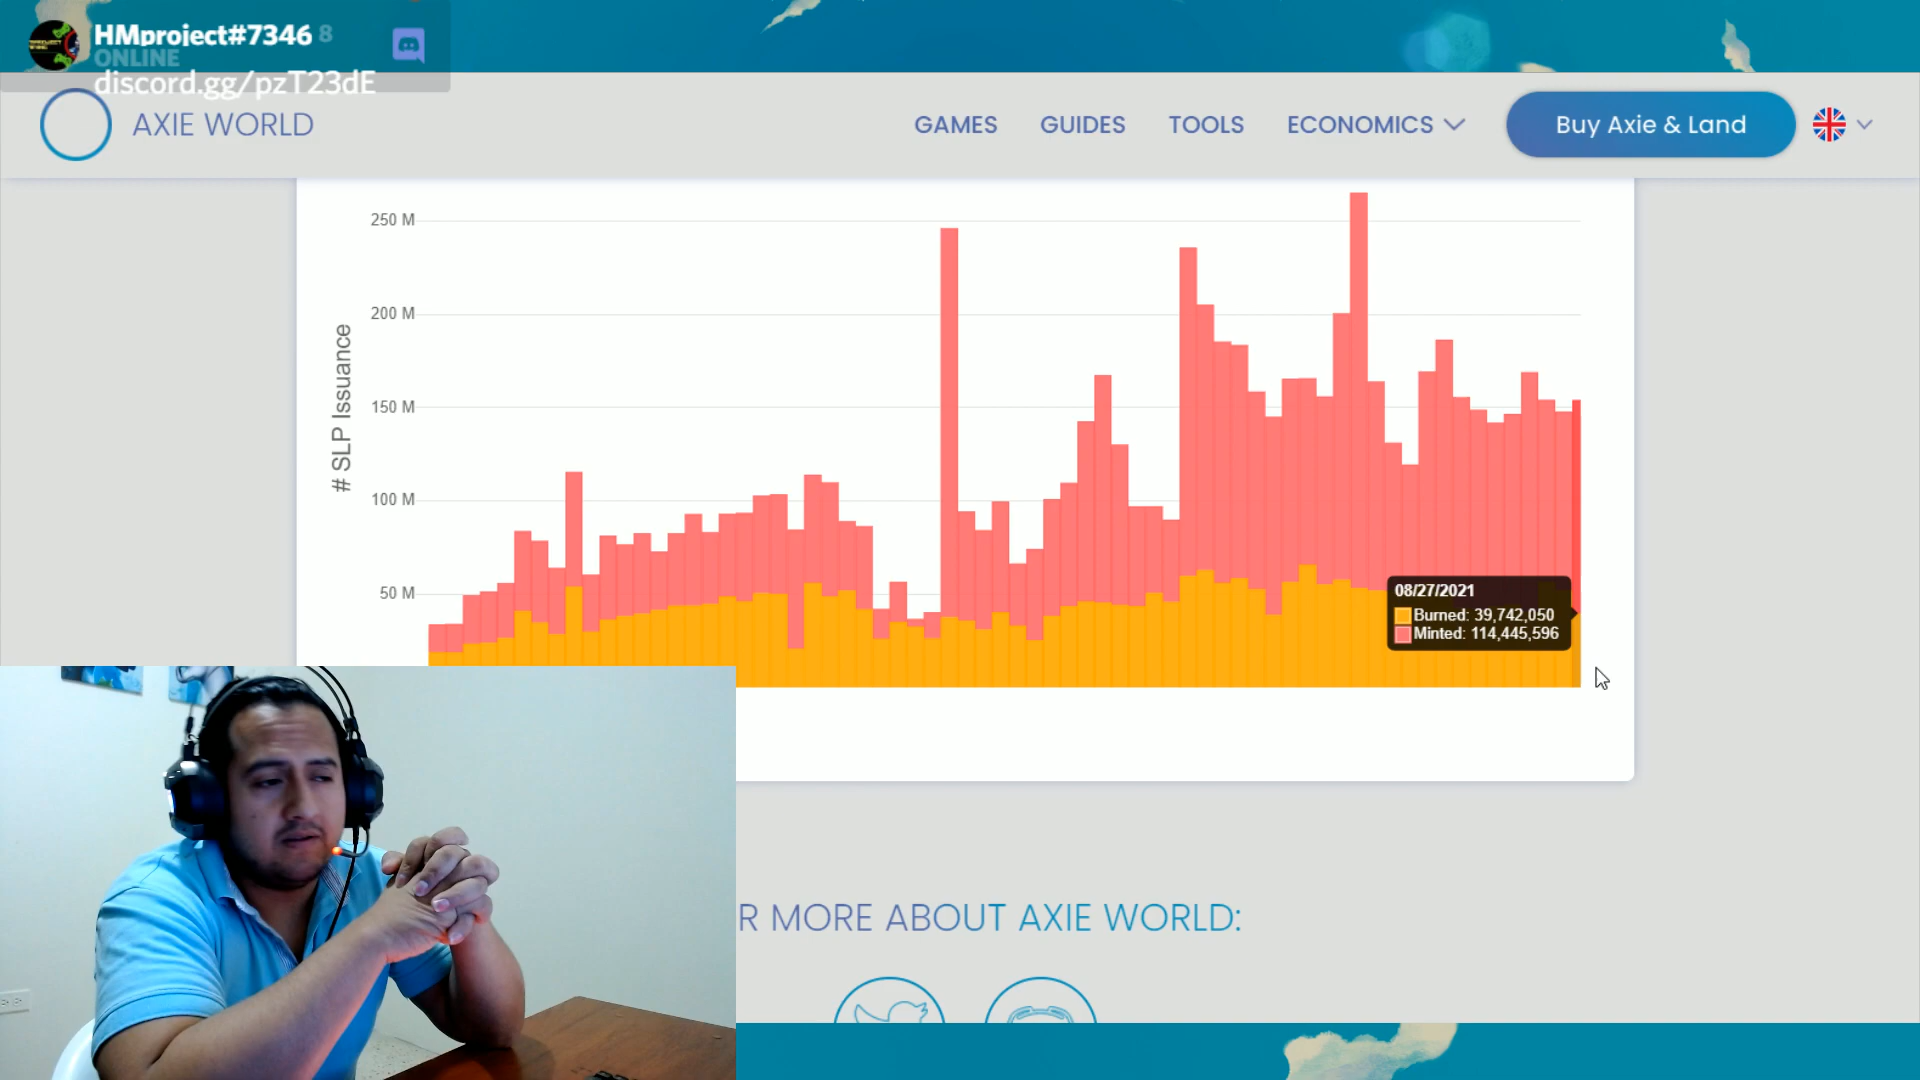 HMproject#7346 8
ONLINE
discord.gg/pzT23dE
AXIE WORLD
GAMES
GUIDES
TOOLS
ECONOMICS
Buy Axie & Land
# SLP Issuance
250 M
200 M
150 M
100 M
50 M
08/27/2021
Burned: 39,742,050
Minted: 114,445,596
R MORE ABOUT AXIE WORLD: